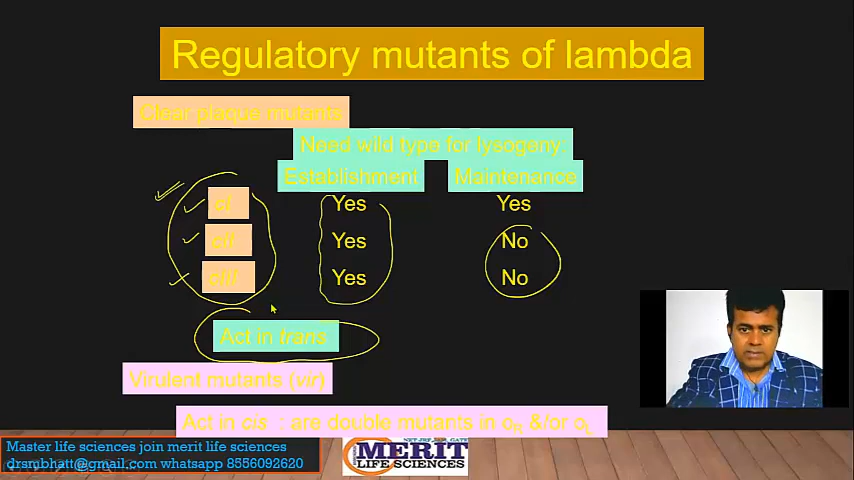 Regulatory mutants of lambda
Clear plaque mutants
Need wild type for lysogeny:
Establishment Maintenance
cI Yes Yes
cII Yes No
cIII Yes No
Act in trans
Virulent mutants (vir)
Act in cis : are double mutants in oR &/or oL
Master life sciences join merit life sciences
drsmbhatt@gmail.com whatsapp 8556092620
MERIT
LIFE SCIENCES